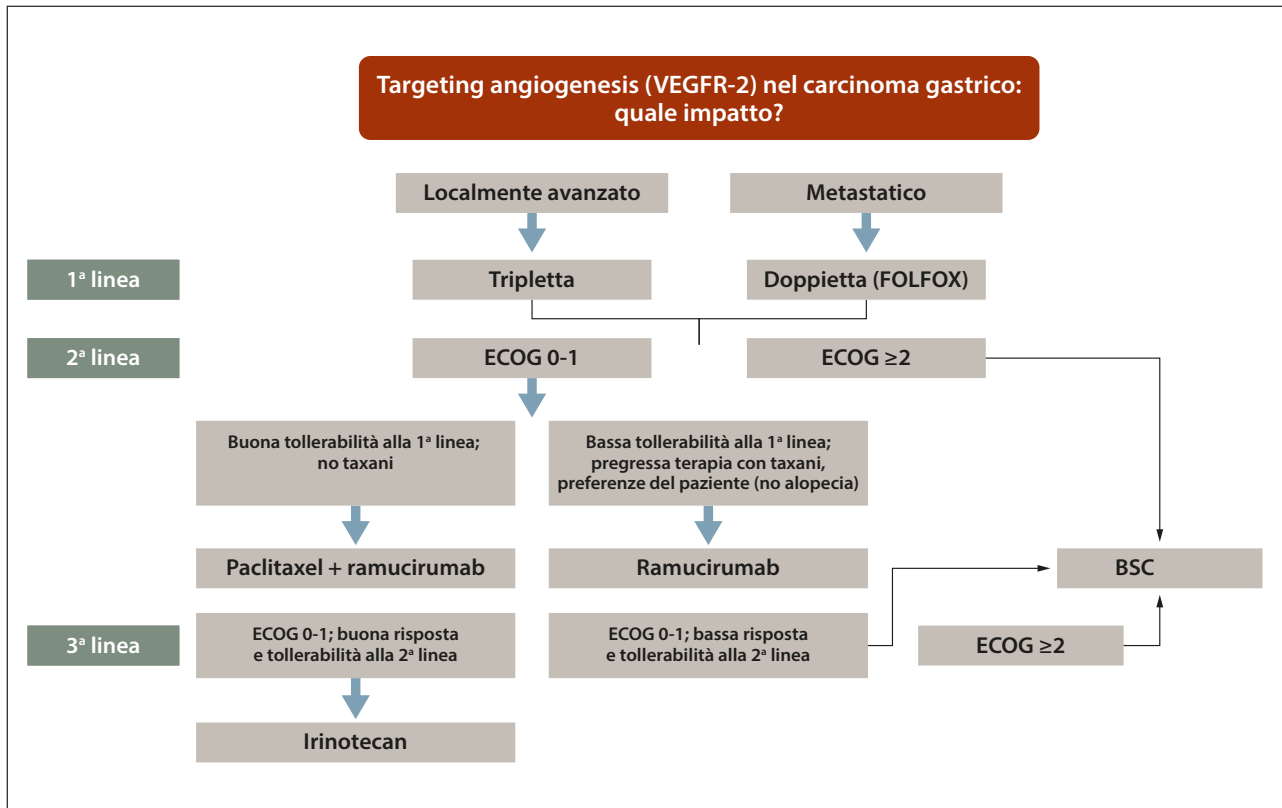 Targeting angiogenesis (VEGFR-2) nel carcinoma gastrico:
quale impatto?
Localmente avanzato
Metastatico
1ª linea
Tripletta
Doppietta (FOLFOX)
2ª linea
ECOG 0-1
ECOG ≥2
Buona tollerabilità alla 1ª linea;
no taxani
Bassa tollerabilità alla 1ª linea;
pregressa terapia con taxani,
preferenze del paziente (no alopecia)
Paclitaxel + ramucirumab
Ramucirumab
BSC
3ª linea
ECOG 0-1; buona risposta
e tollerabilità alla 2ª linea
ECOG 0-1; bassa risposta
e tollerabilità alla 2ª linea
ECOG ≥2
Irinotecan